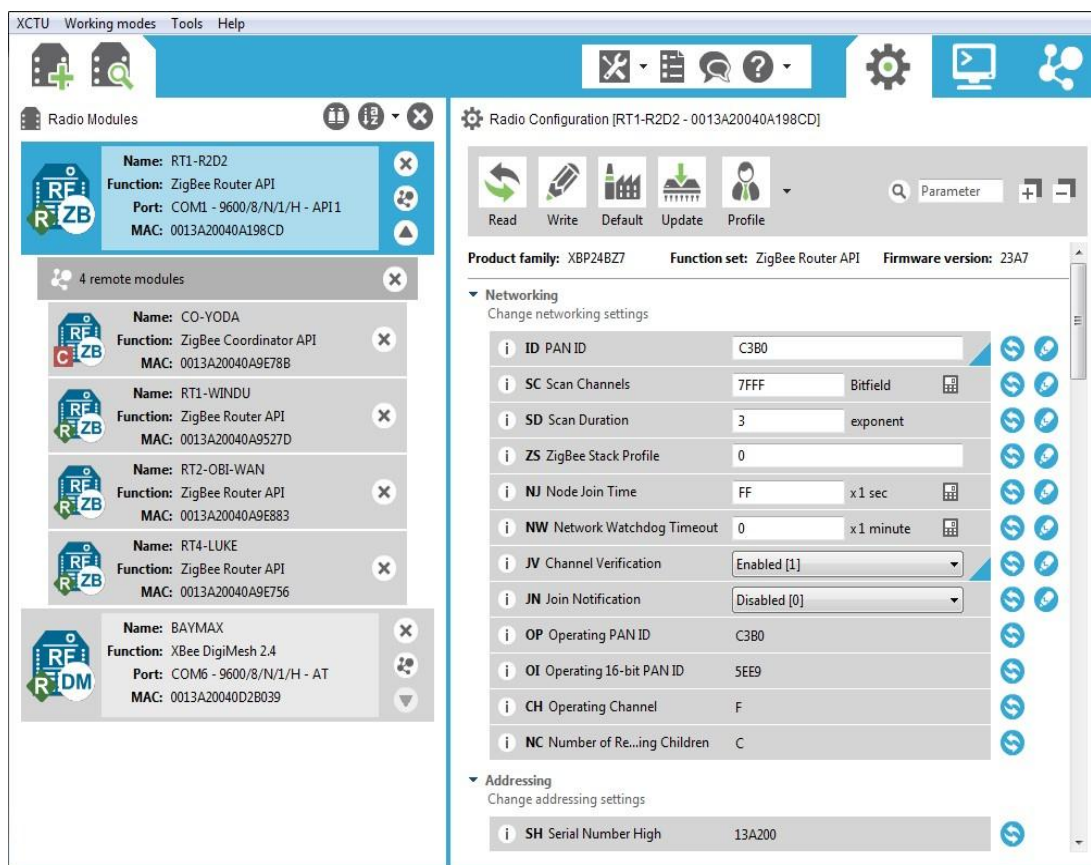 XCTU Working modes Tools Help
Radio Modules
Name: RT1-R2D2
Function: ZigBee Router API
Port: COM1 - 9600/8/N/1/H - API 1
MAC: 0013A20040A198CD
RF
R ZB
4 remote modules
Name: CO-YODA
Function: ZigBee Coordinator API
MAC: 0013A20040A9E78B
RF
C ZB
Name: RT1-WINDU
Function: ZigBee Router API
MAC: 0013A20040A9527D
RF
R ZB
Name: RT2-OBI-WAN
Function: ZigBee Router API
MAC: 0013A20040A9E883
RF
R ZB
Name: RT4-LUKE
Function: ZigBee Router API
MAC: 0013A20040A9E756
RF
R ZB
Name: BAYMAX
Function: XBee DigiMesh 2.4
Port: COM6 - 9600/8/N/1/H - AT
MAC: 0013A20040D2B039
RF
R DM
Radio Configuration [RT1-R2D2 - 0013A20040A198CD]
Read Write Default Update Profile Parameter
Product family: XBP24BZ7 Function set: ZigBee Router API Firmware version: 23A7
Networking
Change networking settings
i ID PAN ID C3B0
i SC Scan Channels 7FFF Bitfield
i SD Scan Duration 3 exponent
i ZS ZigBee Stack Profile 0
i NJ Node Join Time FF x 1 sec
i NW Network Watchdog Timeout 0 x 1 minute
i JV Channel Verification Enabled [1]
i JN Join Notification Disabled [0]
i OP Operating PAN ID C3B0
i OI Operating 16-bit PAN ID 5EE9
i CH Operating Channel F
i NC Number of Re...ing Children C
Addressing
Change addressing settings
i SH Serial Number High 13A200